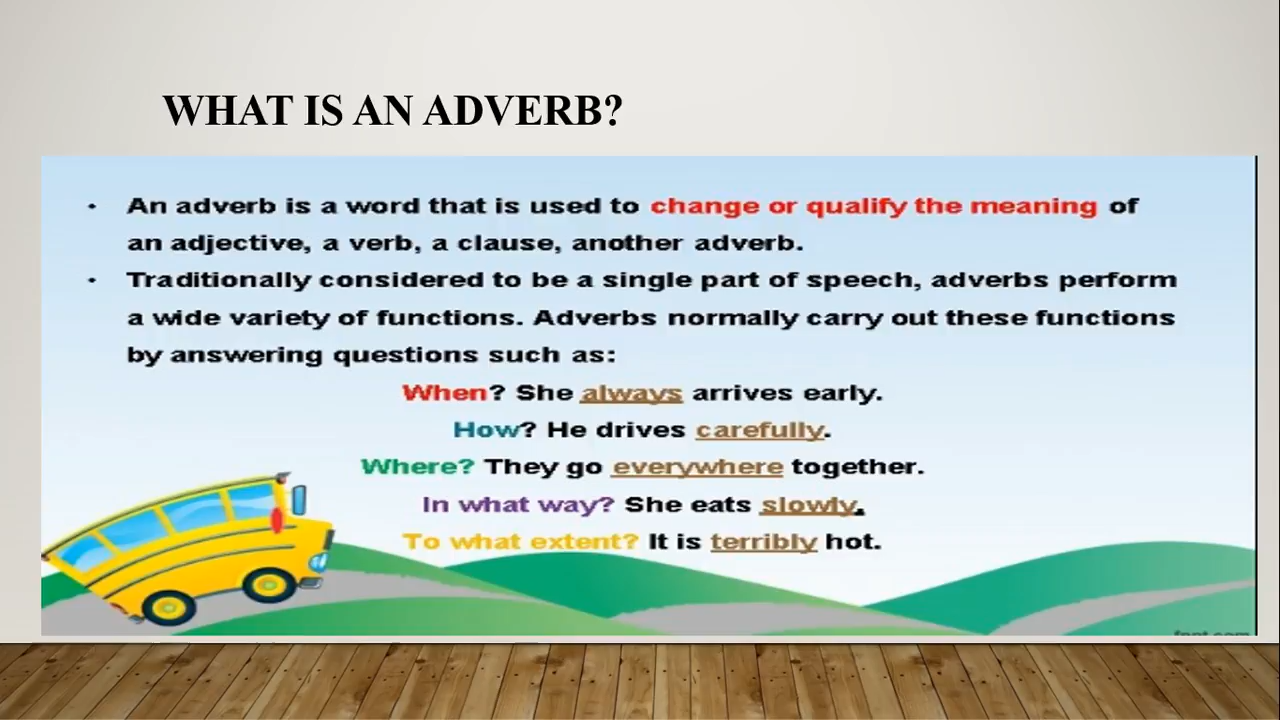 WHAT IS AN ADVERB?
• An adverb is a word that is used to change or qualify the meaning of
an adjective, a verb, a clause, another adverb.
• Traditionally considered to be a single part of speech, adverbs perform
a wide variety of functions. Adverbs normally carry out these functions
by answering questions such as:
When? She always arrives early.
How? He drives carefully.
Where? They go everywhere together.
In what way? She eats slowly.
To what extent? It is terribly hot.